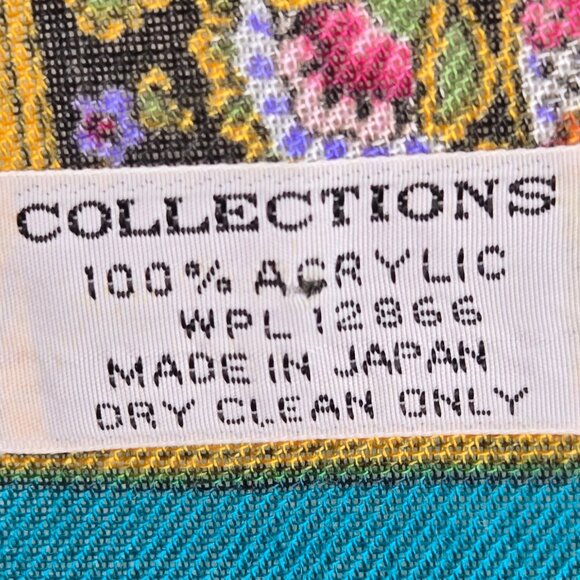 COLLECTIONS
100% ACRYLIC
WPL 12866
MADE IN JAPAN
DRY CLEAN ONLY